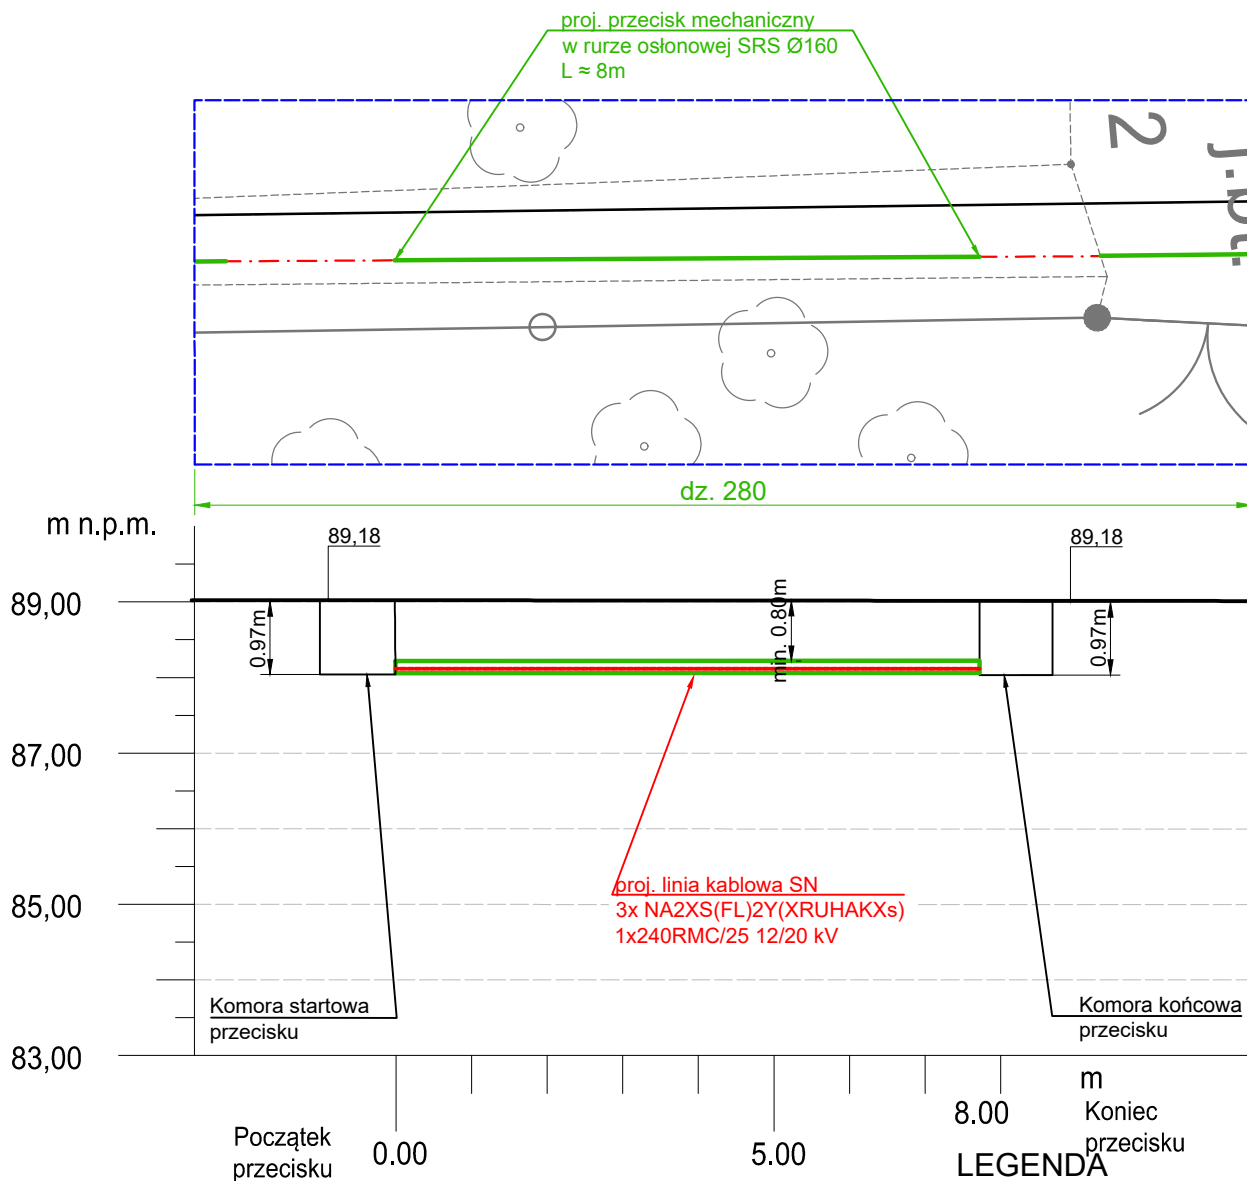 proj. przecisk mechaniczny
w rurze osłonowej SRS Ø160
L ≈ 8m
2
j.bt.
dz. 280
m n.p.m.
89,18
89,18
89,00
0.97m
min. 0.80m
0.97m
87,00
85,00
proj. linia kablowa SN
3x NA2XS(FL)2Y(XRUHAKXs)
1x240RMC/25 12/20 kV
Komora startowa
przecisku
Komora końcowa
przecisku
83,00
m
Początek
przecisku
0.00
5.00
8.00
Koniec
przecisku
LEGENDA